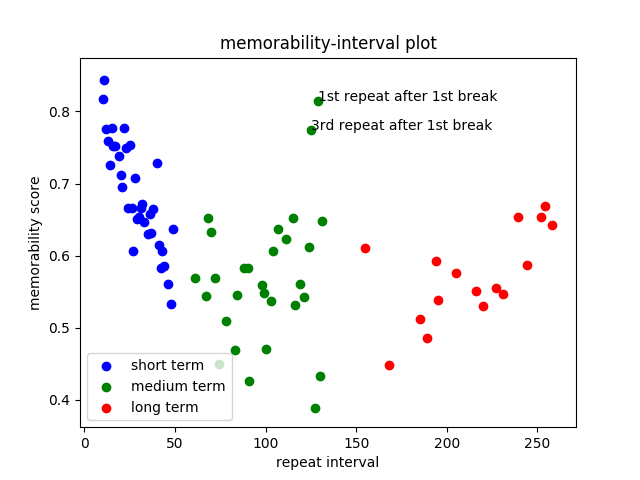 memorability-interval plot
1st repeat after 1st break
3rd repeat after 1st break
memorability score
0.8
0.7
0.6
0.5
0.4
short term
medium term
long term
0
50
100
150
200
250
repeat interval